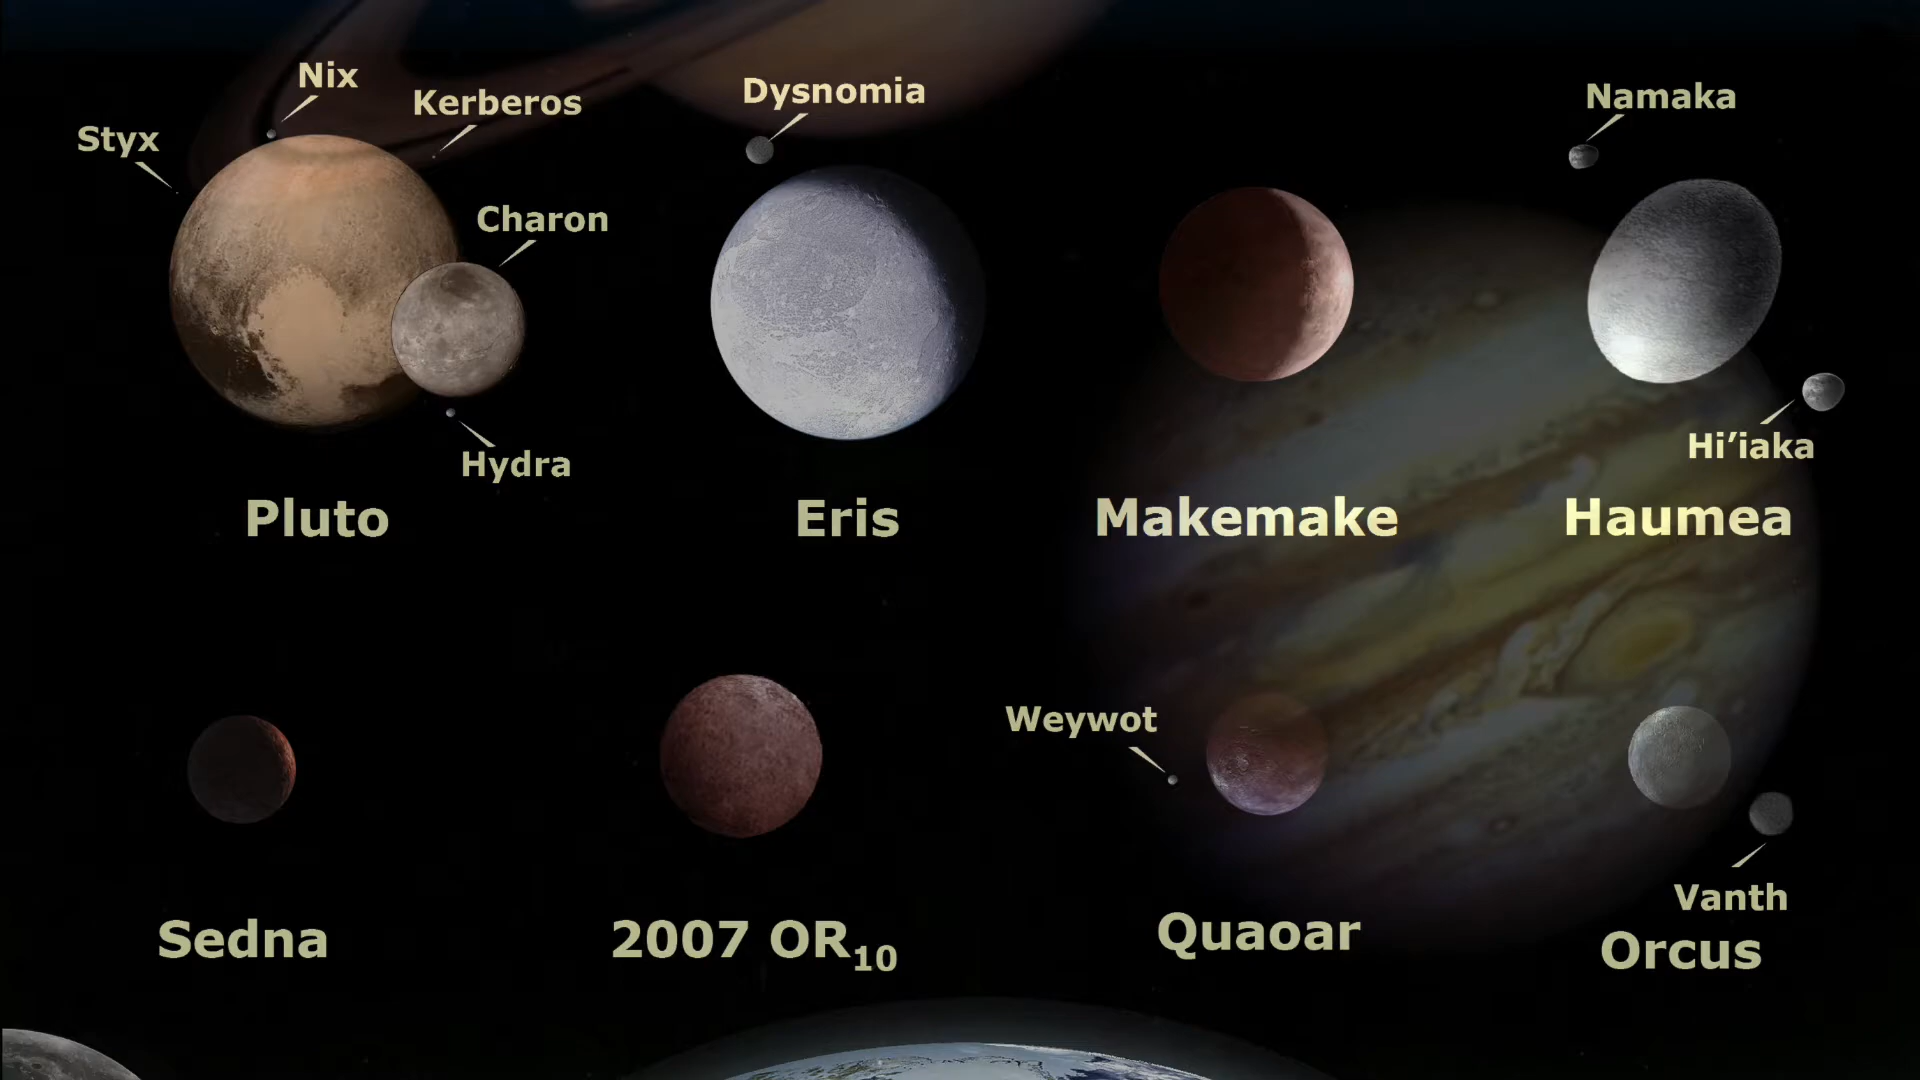 Nix
Kerberos
Styx
Charon
Hydra
Pluto
Dysnomia
Eris
Makemake
Namaka
Hi’iaka
Haumea
Sedna
2007 OR₁₀
Weywot
Quaoar
Vanth
Orcus